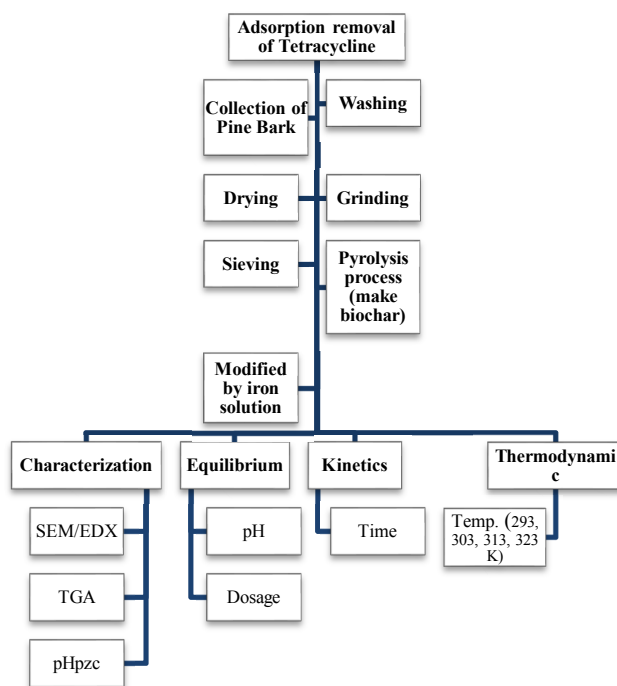 Adsorption removal
of Tetracycline
Collection of
Pine Bark
Washing
Drying
Grinding
Sieving
Pyrolysis
process
(make
biochar)
Modified
by iron
solution
Characterization
Equilibrium
Kinetics
Thermodynami
c
SEM/EDX
pH
Time
Temp. (293,
303, 313, 323
K)
TGA
Dosage
pHpzc